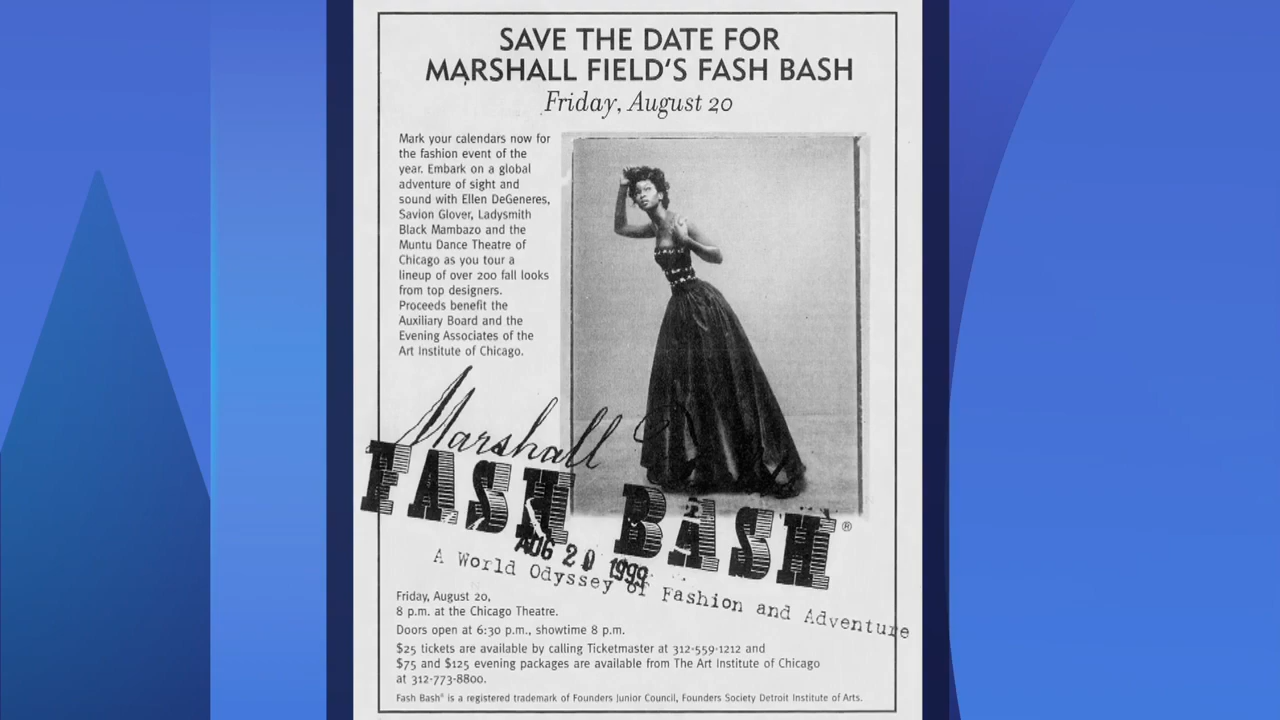 SAVE THE DATE FOR
MARSHALL FIELD'S FASH BASH
Friday, August 20
Mark your calendars now for
the fashion event of the
year. Embark on a global
adventure of sight and
sound with Ellen DeGeneres,
Savion Glover, Ladysmith
Black Mambazo and the
Muntu Dance Theatre of
Chicago as you tour a
lineup of over 200 fall looks
from top designers.
Proceeds benefit the
Auxiliary Board and the
Evening Associates of the
Art Institute of Chicago.
Marshall
FASH BASH®
AUG 20 1999
A World Odyssey of Fashion and Adventure
Friday, August 20,
8 p.m. at the Chicago Theatre.
Doors open at 6:30 p.m., showtime 8 p.m.
$25 tickets are available by calling Ticketmaster at 312-559-1212 and
$75 and $125 evening packages are available from The Art Institute of Chicago
at 312-773-8800.
Fash Bash® is a registered trademark of Founders Junior Council, Founders Society Detroit Institute of Arts.